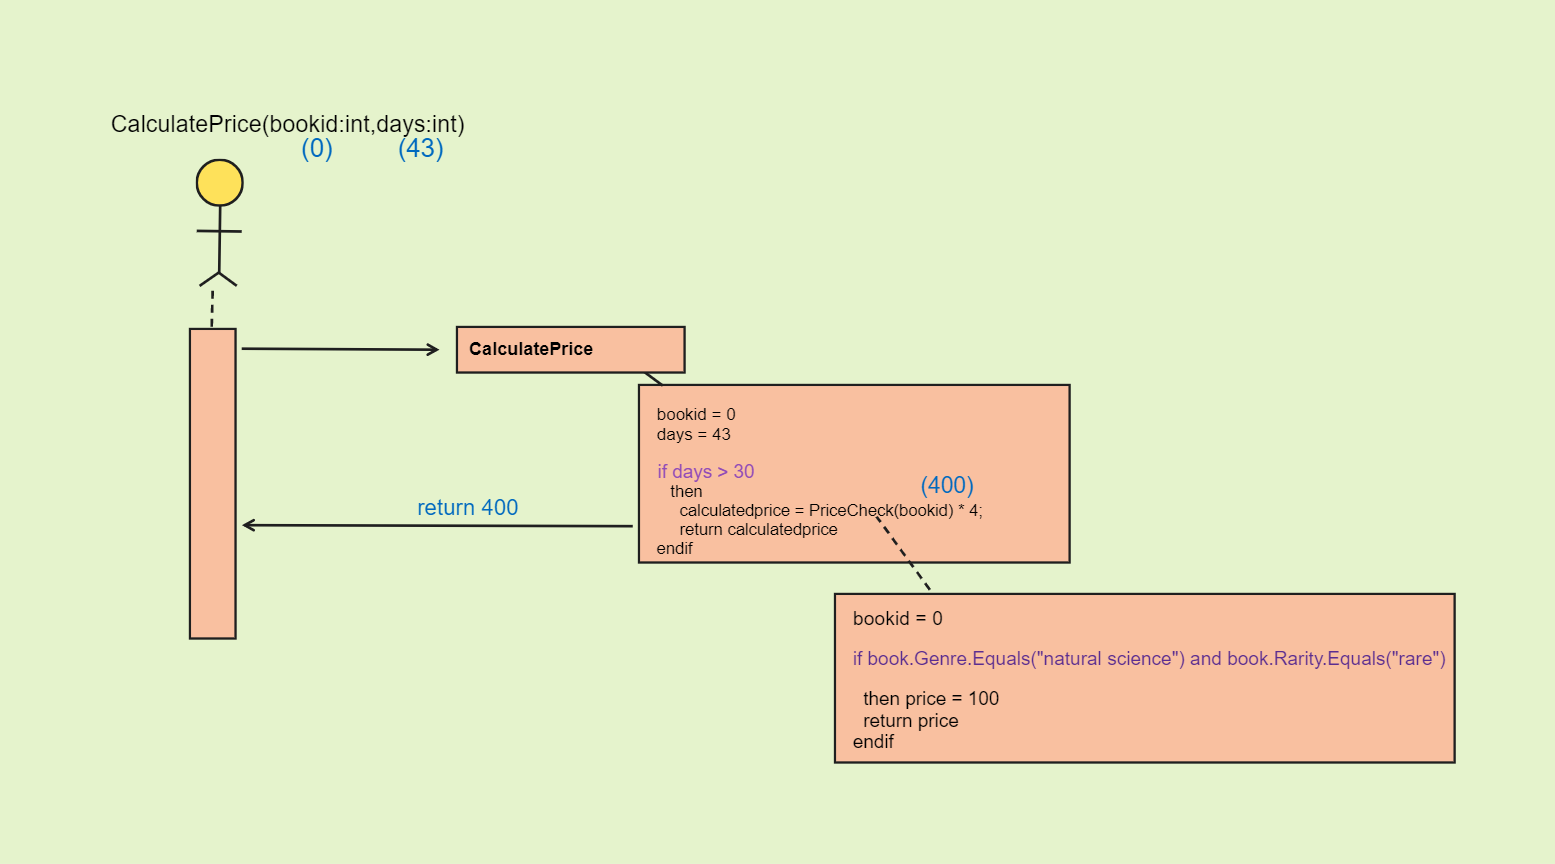 CalculatePrice(bookid:int,days:int)
(0) (43)
CalculatePrice
bookid = 0
days = 43
if days > 30
then
(400)
calculatedprice = PriceCheck(bookid) * 4;
return calculatedprice
endif
return 400
bookid = 0
if book.Genre.Equals("natural science") and book.Rarity.Equals("rare")
then price = 100
return price
endif